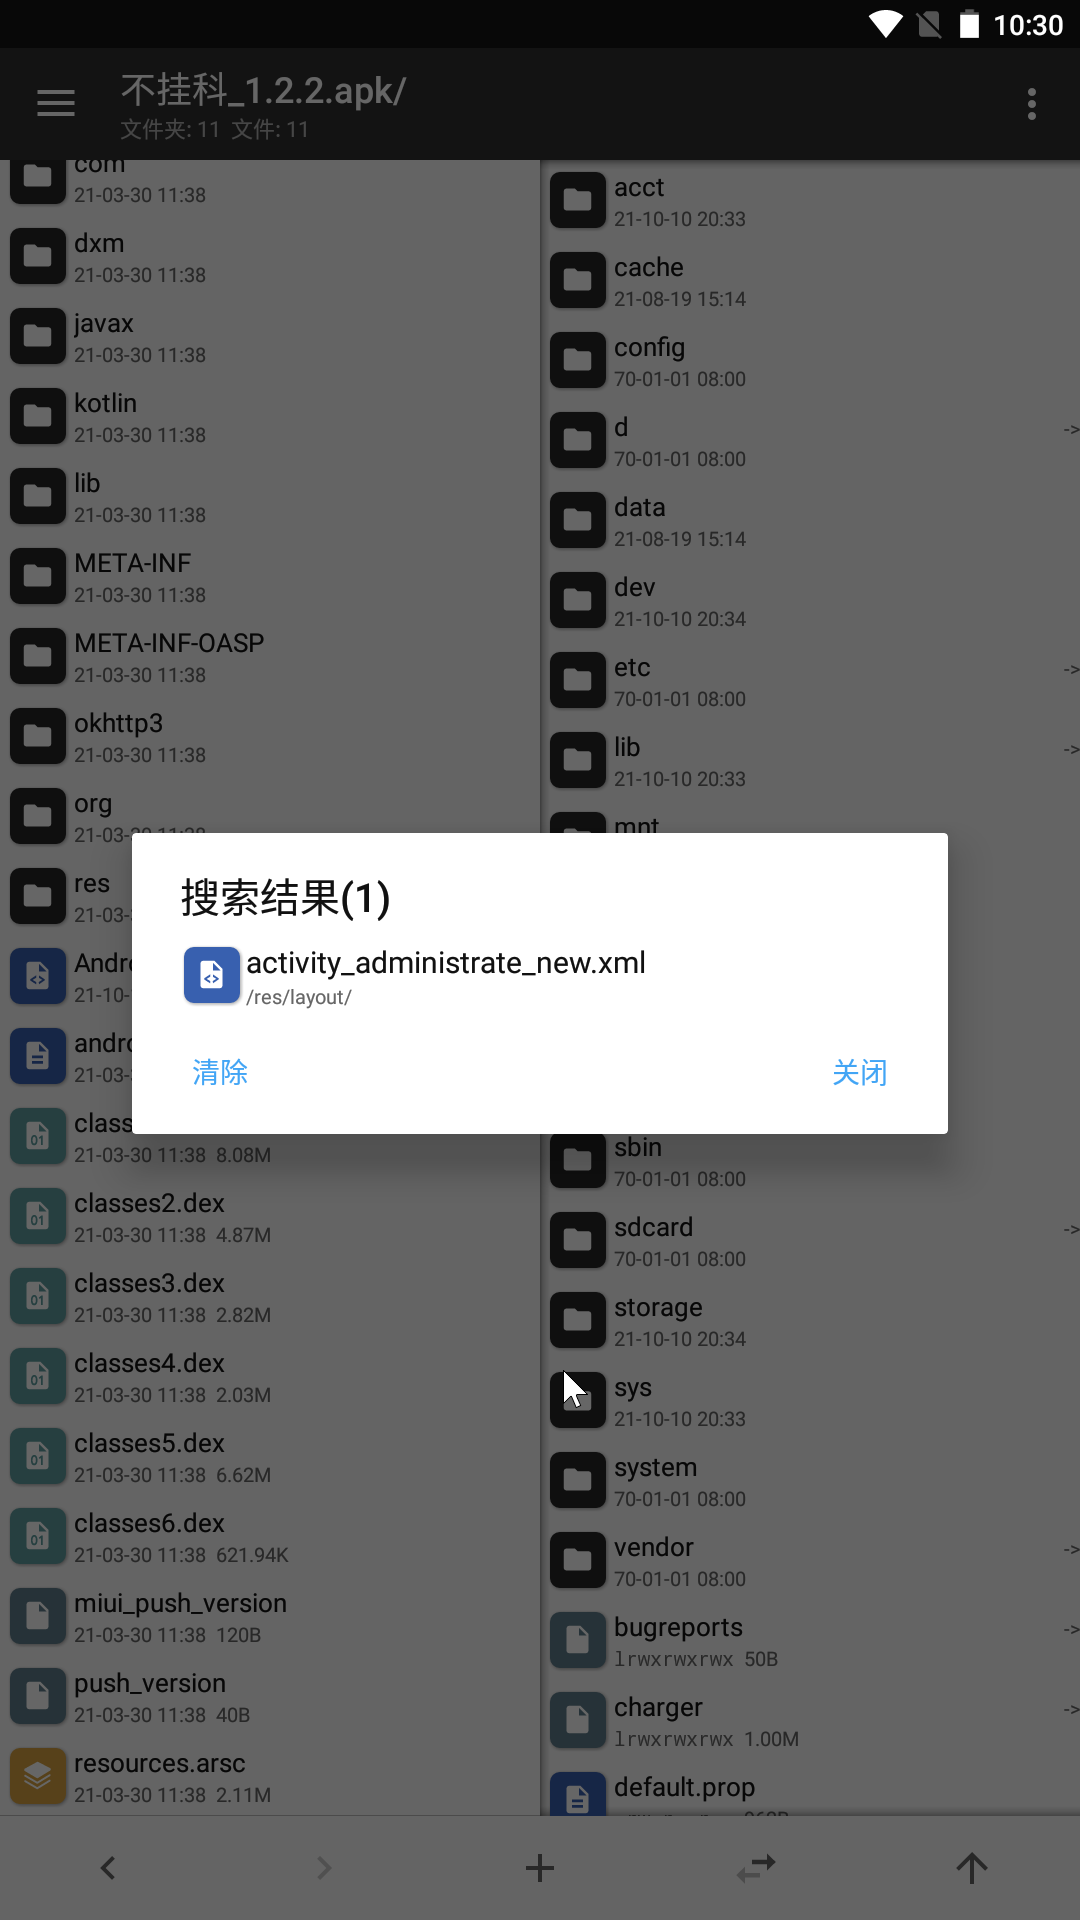 10:30
不挂科_1.2.2.apk/
文件夹: 11 文件: 11
com
21-03-30 11:38
dxm
21-03-30 11:38
javax
21-03-30 11:38
kotlin
21-03-30 11:38
lib
21-03-30 11:38
META-INF
21-03-30 11:38
META-INF-OASP
21-03-30 11:38
okhttp3
21-03-30 11:38
org
21-03-30 11:38
res
21-03-
Andro
21-10-
andro
21-03-
class
21-03-30 11:38 8.08M
classes2.dex
21-03-30 11:38 4.87M
classes3.dex
21-03-30 11:38 2.82M
classes4.dex
21-03-30 11:38 2.03M
classes5.dex
21-03-30 11:38 6.62M
classes6.dex
21-03-30 11:38 621.94K
miui_push_version
21-03-30 11:38 120B
push_version
21-03-30 11:38 40B
resources.arsc
21-03-30 11:38 2.11M
acct
21-10-10 20:33
cache
21-08-19 15:14
config
70-01-01 08:00
d
->
70-01-01 08:00
data
21-08-19 15:14
dev
21-10-10 20:34
etc
->
70-01-01 08:00
lib
->
21-10-10 20:33
mnt
sbin
70-01-01 08:00
sdcard
->
70-01-01 08:00
storage
21-10-10 20:34
sys
21-10-10 20:33
system
70-01-01 08:00
vendor
->
70-01-01 08:00
bugreports
->
lrwxrwxrwx 50B
charger
->
lrwxrwxrwx 1.00M
default.prop
搜索结果(1)
activity_administrate_new.xml
/res/layout/
清除
关闭